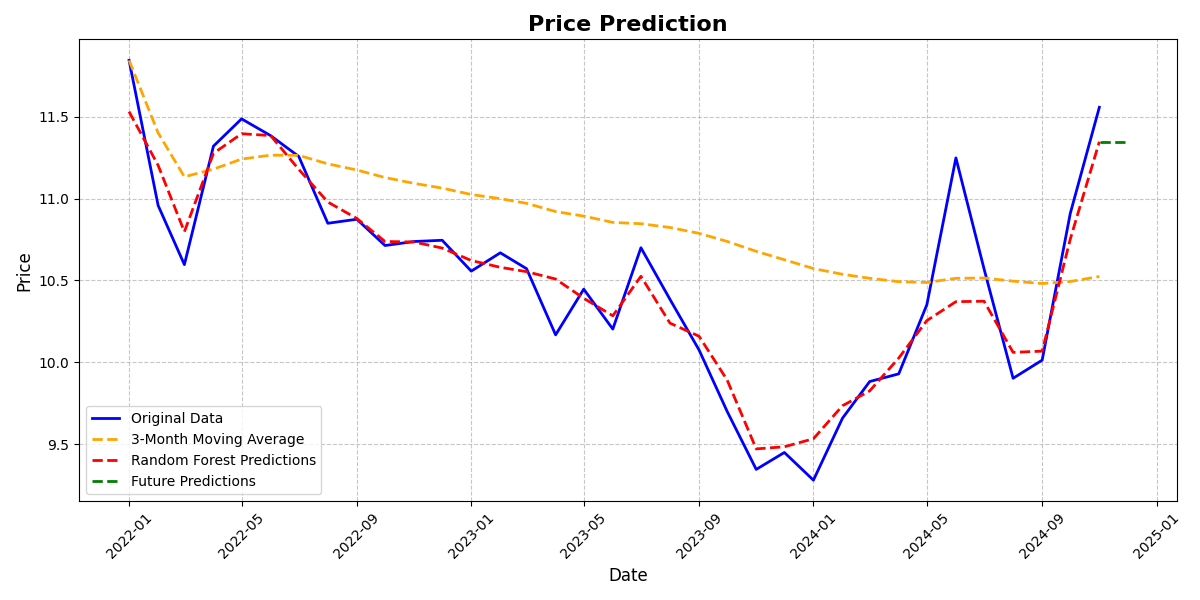 Price Prediction
Price
11.5
11.0
10.5
10.0
9.5
Original Data
3-Month Moving Average
Random Forest Predictions
Future Predictions
2022-01
2022-05
2022-09
2023-01
2023-05
2023-09
2024-01
2024-05
2024-09
2025-01
Date